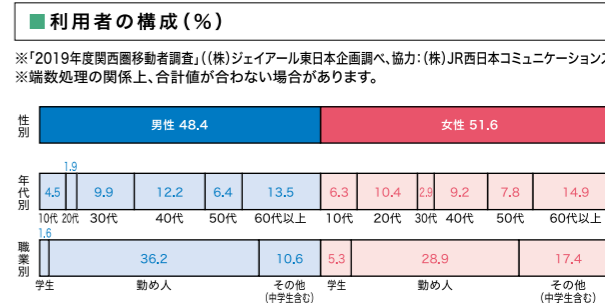 ■利用者の構成(%)
※「2019年度関西圏移動者調査」((株)ジェイアール東日本企画調べ、協力:(株)JR西日本コミュニケーションズ
※端数処理の関係上、合計値が合わない場合があります。
性別 男性 48.4 女性 51.6
1.9
年代別 4.5 9.9 12.2 6.4 13.5 6.3 10.4 2.9 9.2 7.8 14.9
10代 20代 30代 40代 50代 60代以上 10代 20代 30代 40代 50代 60代以上
1.6
職業別 36.2 10.6 5.3 28.9 17.4
学生 勤め人 その他 学生 勤め人 その他
(中学生含む) (中学生含む)